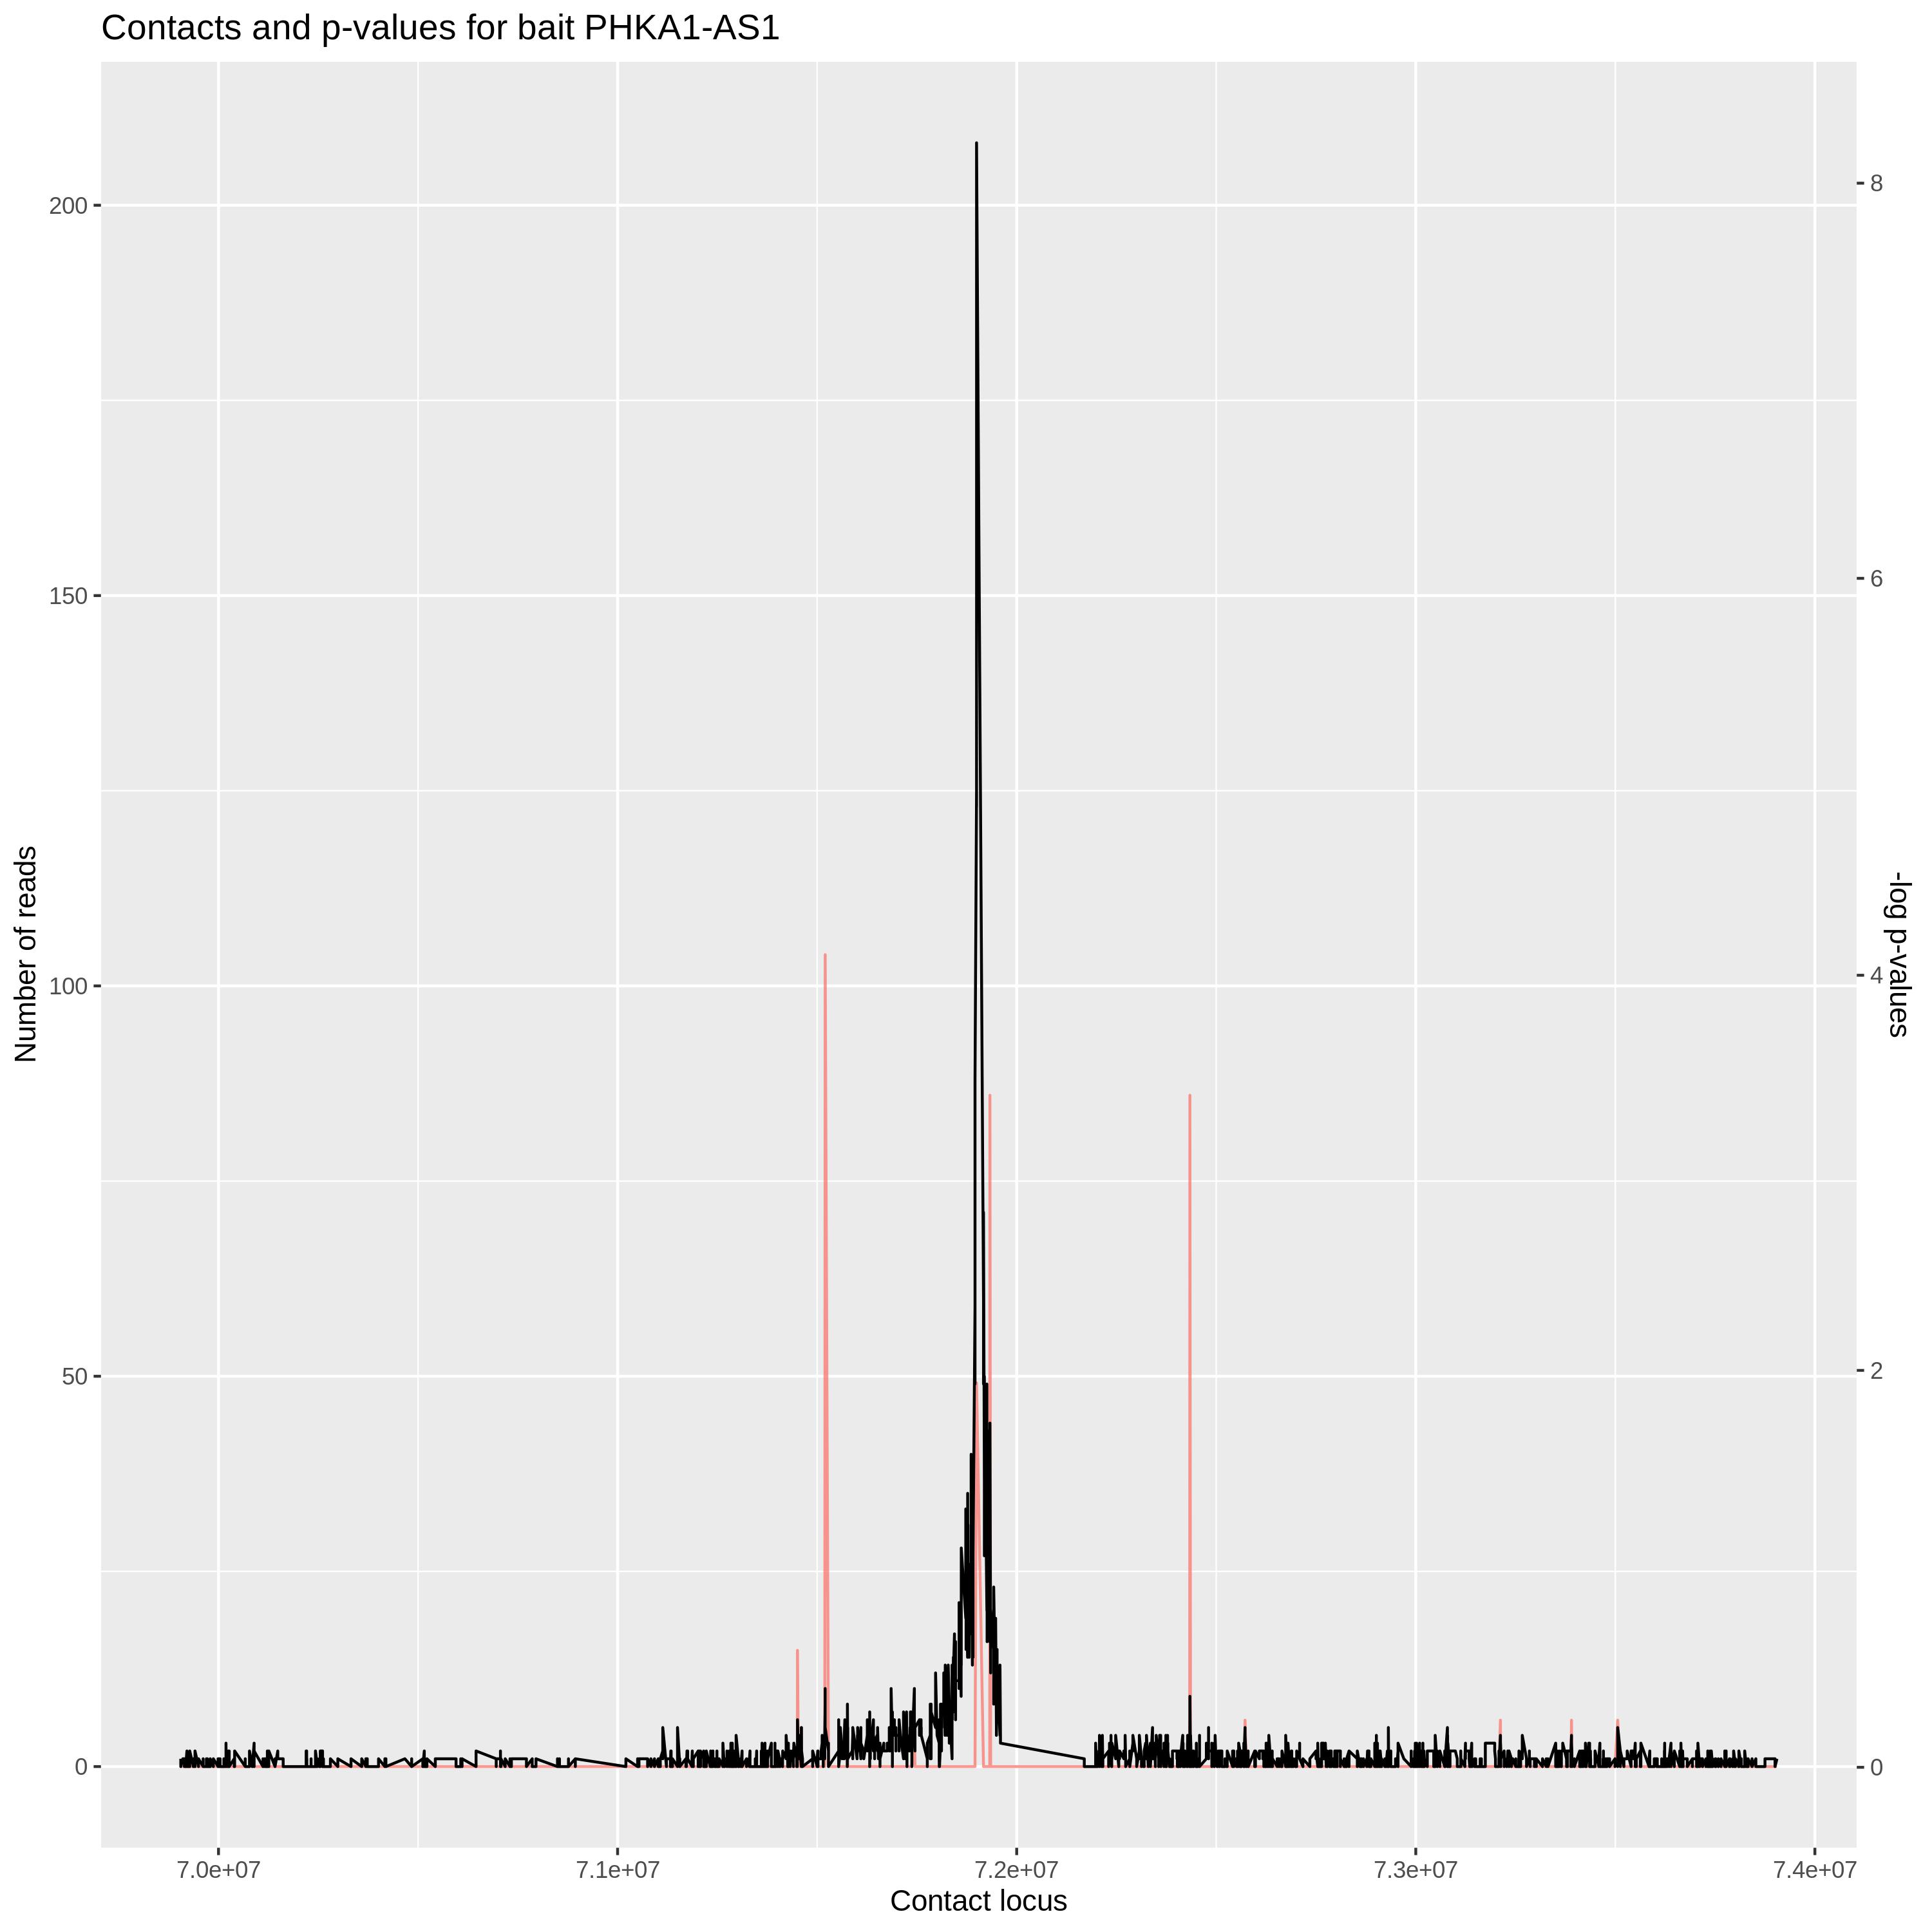 Contacts and p-values for bait PHKA1-AS1
Number of reads
200
150
100
50
0
8
6
4
2
0
-log p-values
7.0e+07
7.1e+07
7.2e+07
7.3e+07
7.4e+07
Contact locus